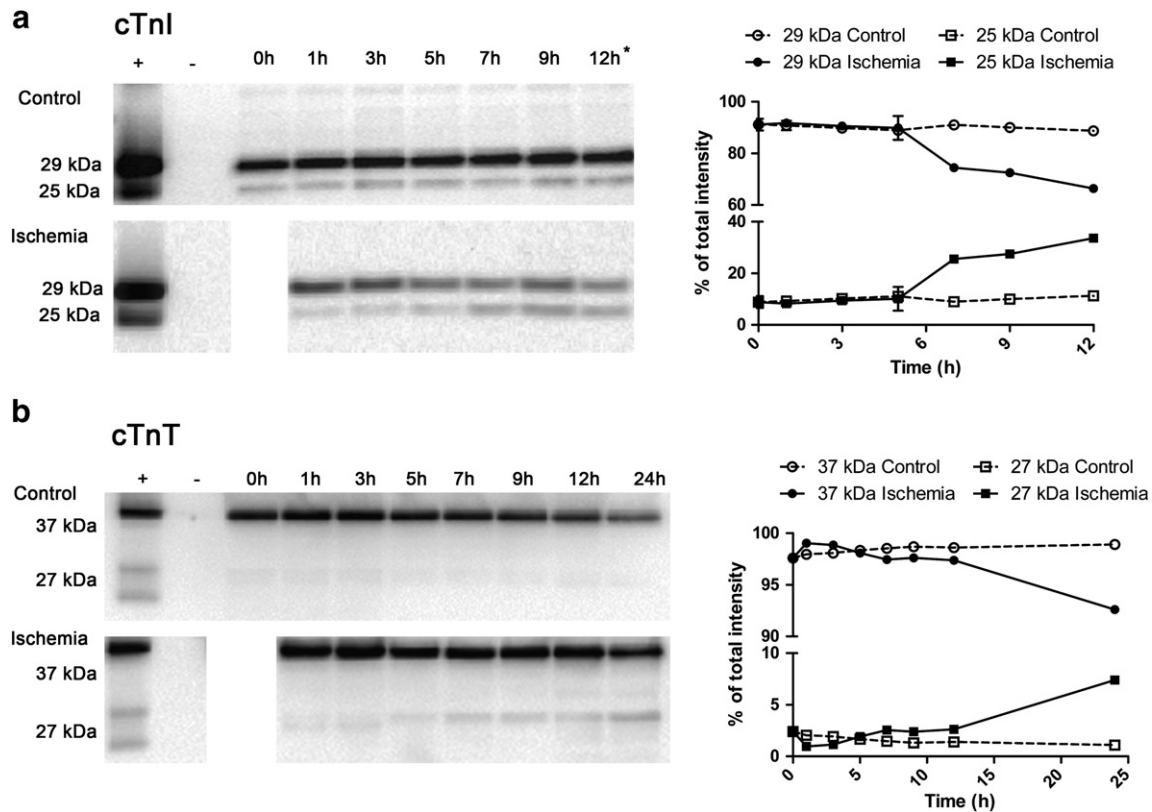 a
cTnI
+ - 0h 1h 3h 5h 7h 9h 12h*
Control
29 kDa
25 kDa
Ischemia
29 kDa
25 kDa
29 kDa Control 25 kDa Control
29 kDa Ischemia 25 kDa Ischemia
% of total intensity
100
80
60
40
20
0
0 3 6 9 12
Time (h)
b
cTnT
+ - 0h 1h 3h 5h 7h 9h 12h 24h
Control
37 kDa
27 kDa
Ischemia
37 kDa
27 kDa
37 kDa Control 27 kDa Control
37 kDa Ischemia 27 kDa Ischemia
% of total intensity
100
95
90
10
5
0
0 5 10 15 20 25
Time (h)